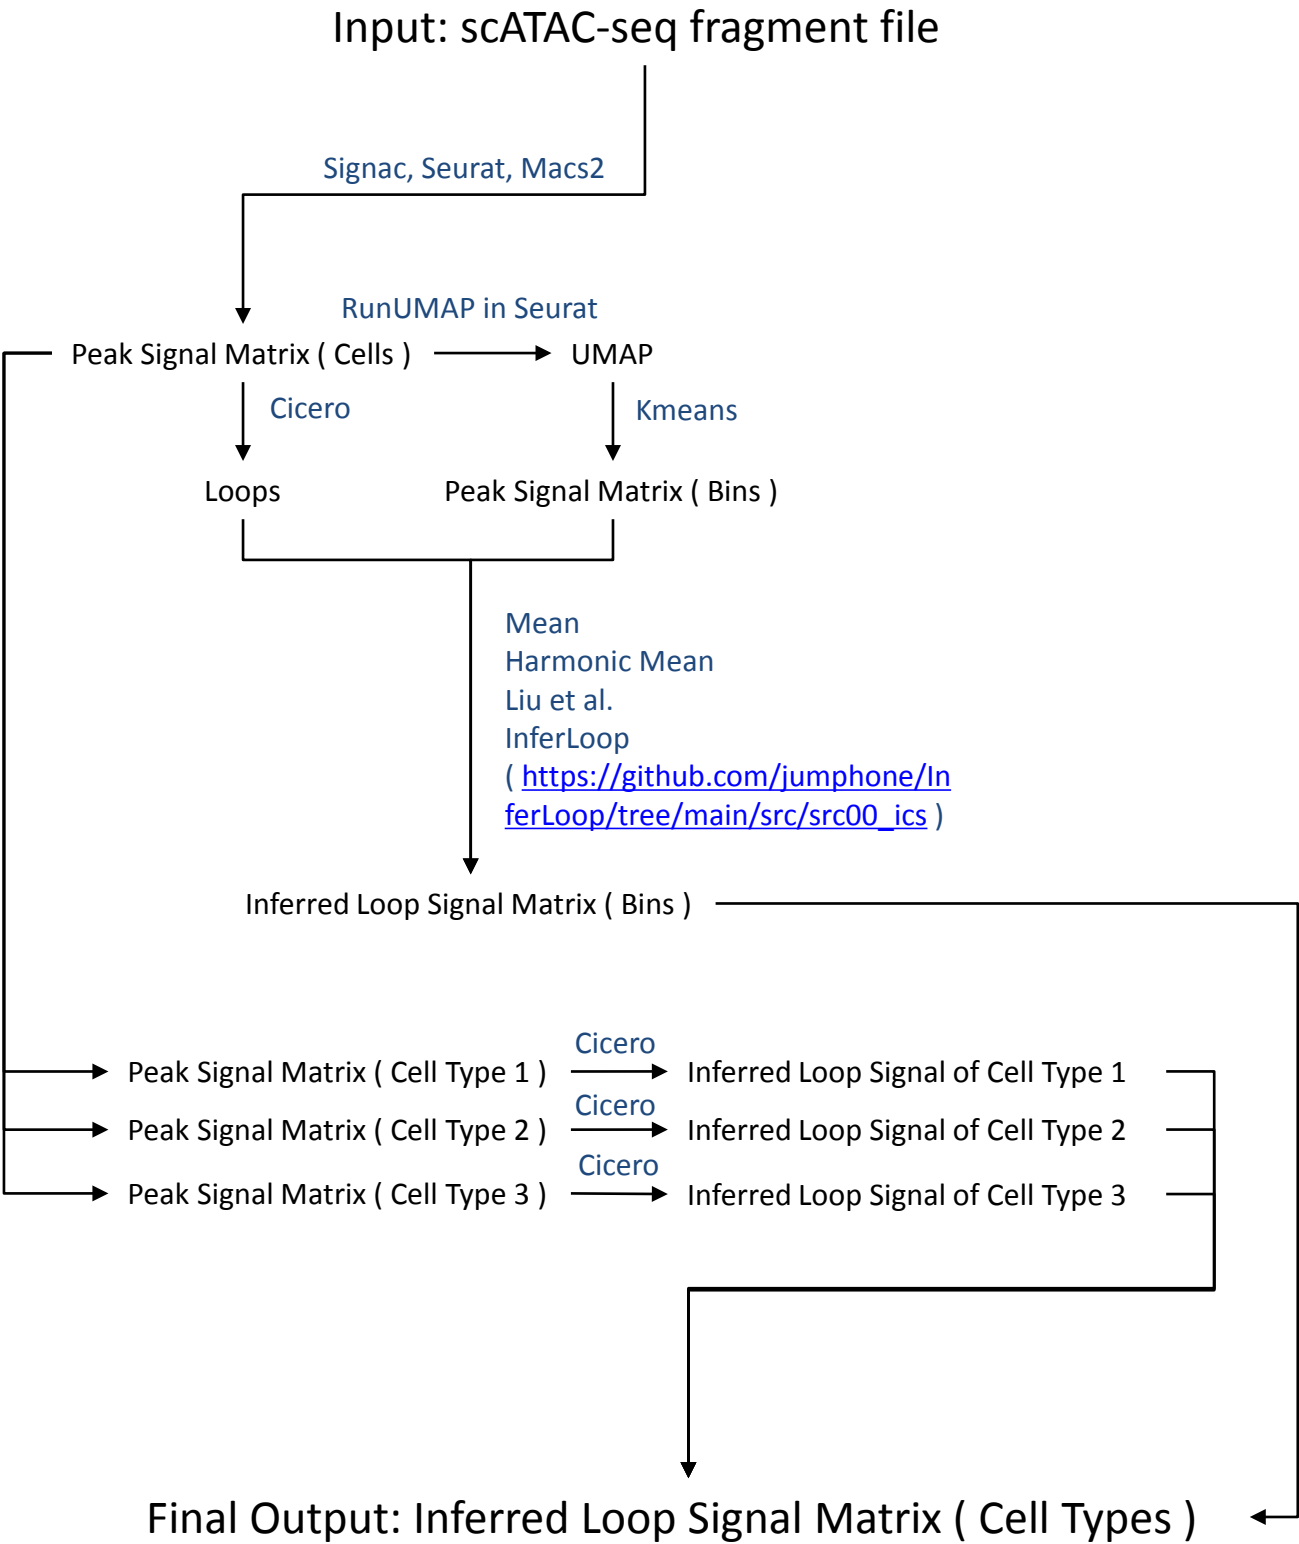 Input: scATAC-seq fragment file
Signac, Seurat, Macs2
RunUMAP in Seurat
Peak Signal Matrix ( Cells )
UMAP
Cicero
Kmeans
Loops
Peak Signal Matrix ( Bins )
Mean
Harmonic Mean
Liu et al.
InferLoop
( https://github.com/jumphone/In
ferLoop/tree/main/src/src00_ics )
Inferred Loop Signal Matrix ( Bins )
Cicero
Peak Signal Matrix ( Cell Type 1 )
Inferred Loop Signal of Cell Type 1
Cicero
Peak Signal Matrix ( Cell Type 2 )
Inferred Loop Signal of Cell Type 2
Cicero
Peak Signal Matrix ( Cell Type 3 )
Inferred Loop Signal of Cell Type 3
Final Output: Inferred Loop Signal Matrix ( Cell Types )